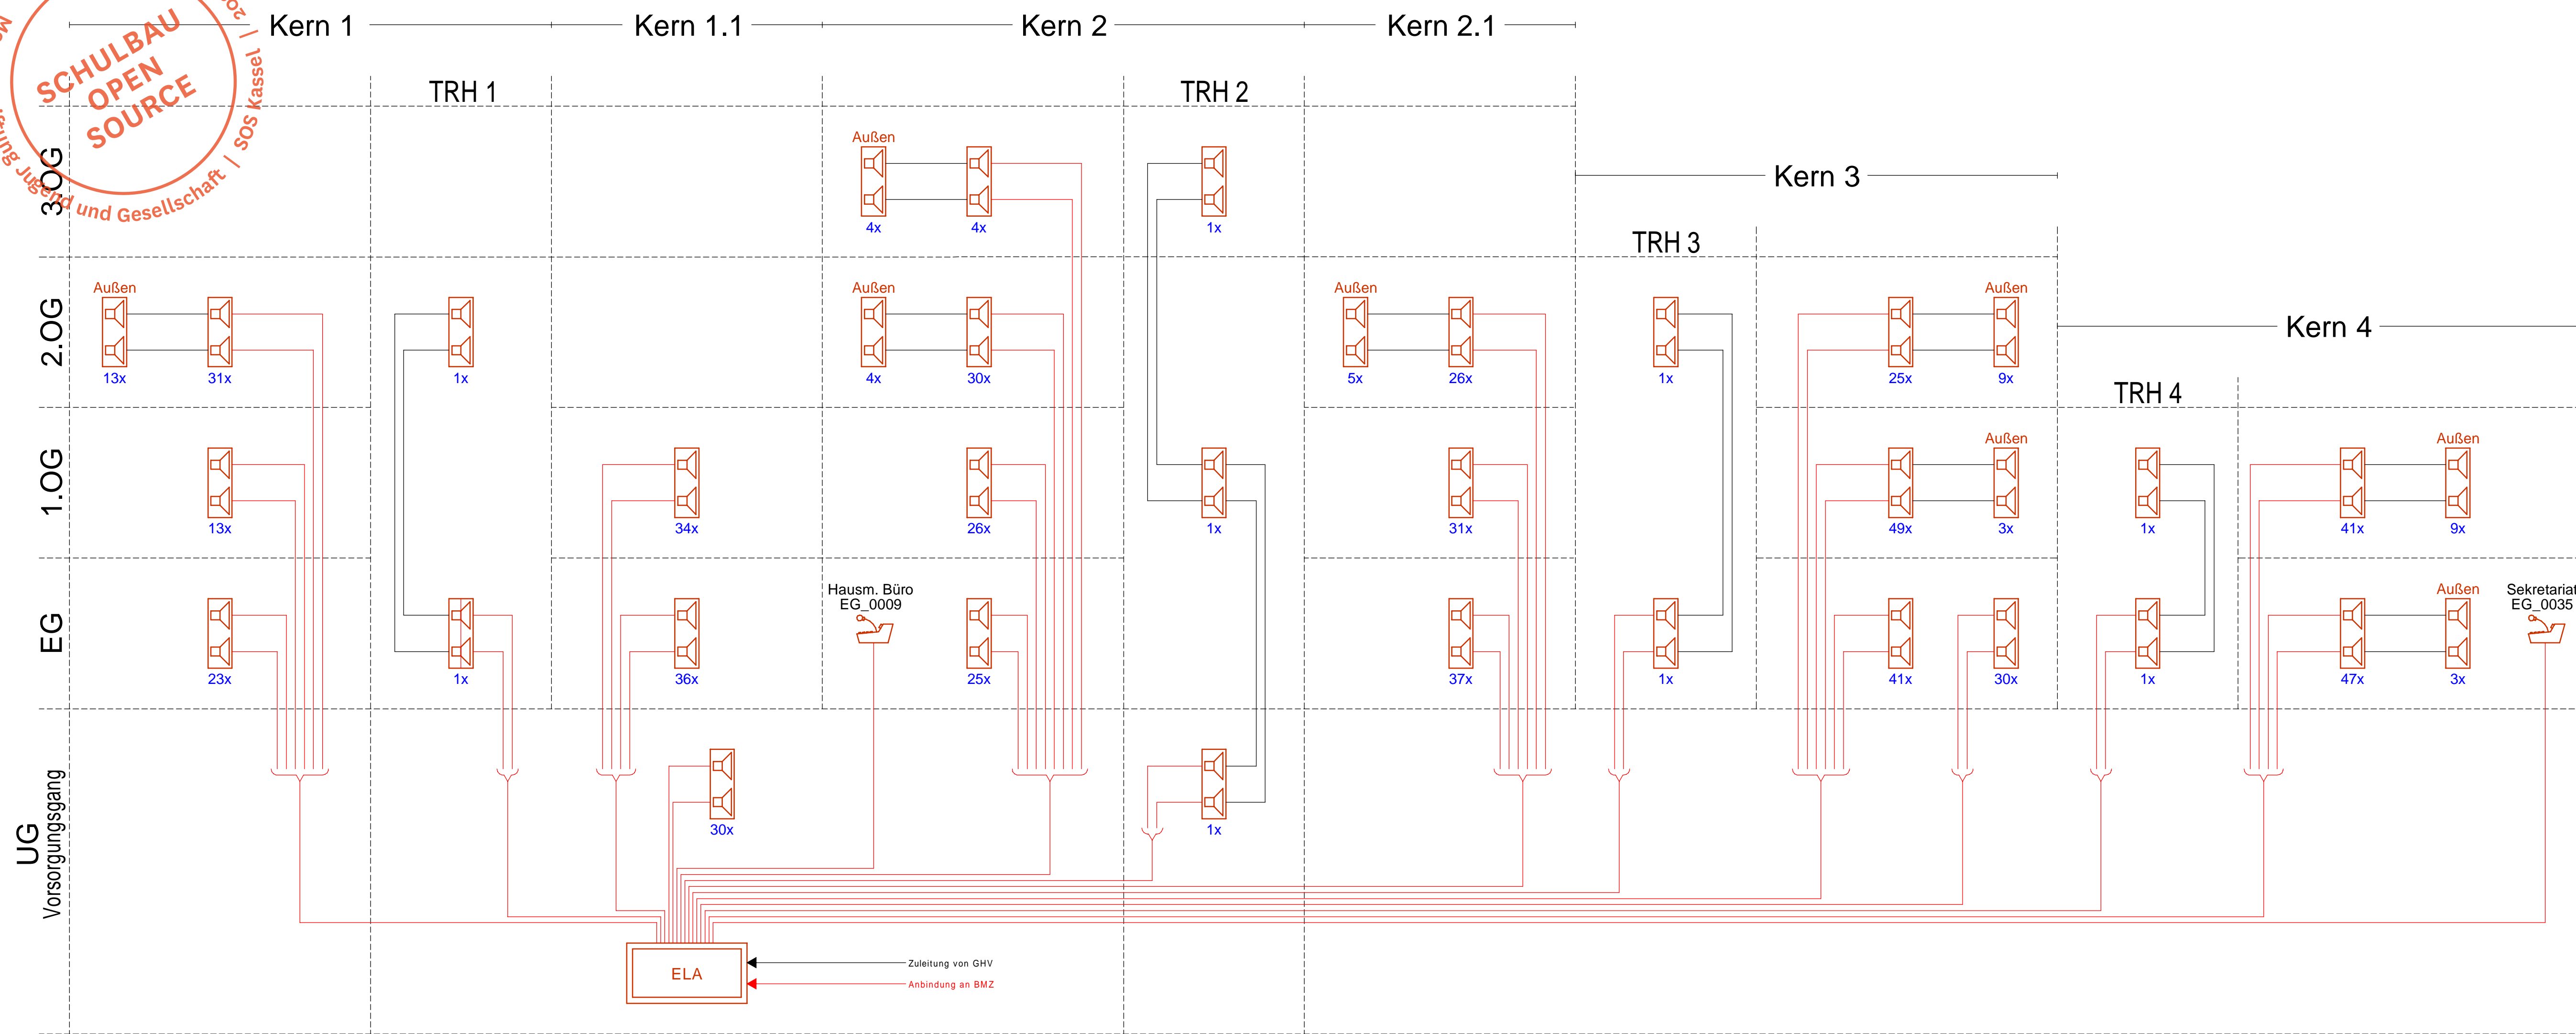 Kern 1
Kern 1.1
Kern 2
Kern 2.1
SCHULBAU
OPEN
SOURCE
Jugend und Gesellschaft | SOS Kassel |
TRH 1
TRH 2
3.OG
Außen
4x
4x
1x
Kern 3
TRH 3
2.OG
Außen
13x
31x
1x
Außen
4x
30x
Außen
5x
26x
1x
25x
Außen
9x
Kern 4
TRH 4
1.OG
13x
34x
26x
1x
31x
49x
Außen
3x
1x
41x
Außen
9x
EG
23x
1x
36x
Hausm. Büro
EG_0009
25x
37x
1x
41x
30x
1x
47x
Außen
3x
Sekretariat
EG_0035
UG
Vorsorgungsgang
30x
1x
ELA
Zuleitung von GHV
Anbindung an BMZ